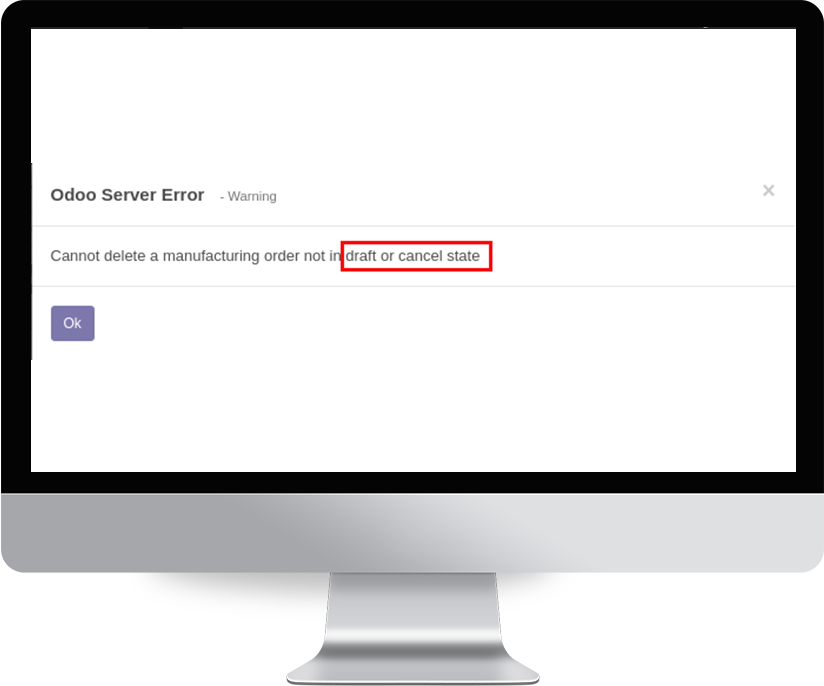 Odoo Server Error - Warning ×
Cannot delete a manufacturing order not in draft or cancel state
Ok